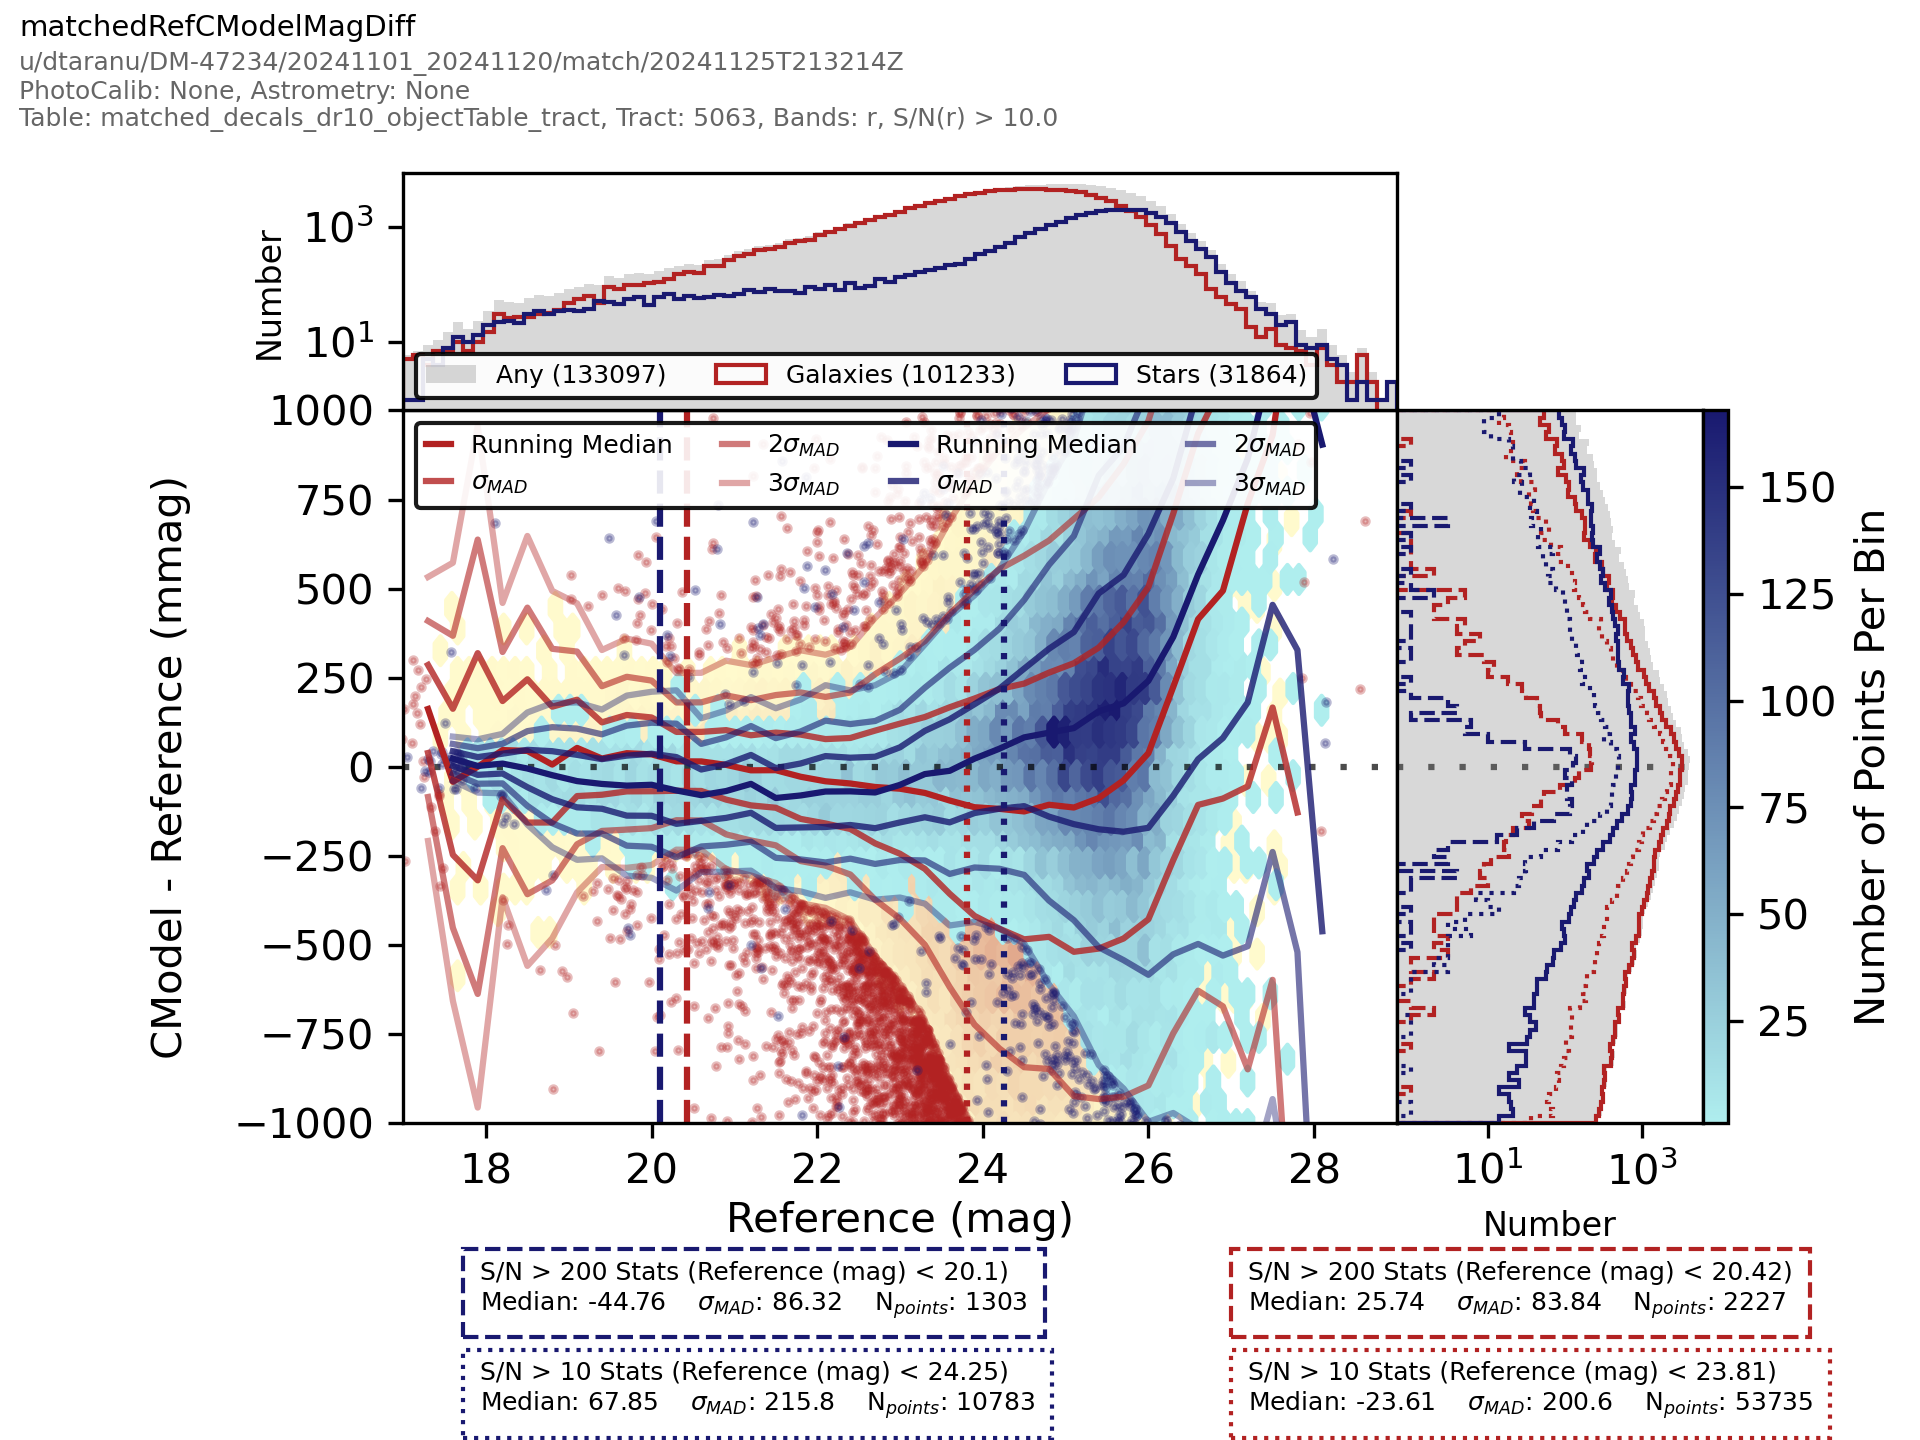 matchedRefCModelMagDiff
u/dtaranu/DM-47234/20241101_20241120/match/20241125T213214Z
PhotoCalib: None, Astrometry: None
Table: matched_decals_dr10_objectTable_tract, Tract: 5063, Bands: r, S/N(r) > 10.0
Number
10³
10¹
Any (133097) Galaxies (101233) Stars (31864)
CModel - Reference (mmag)
1000
750
500
250
0
−250
−500
−750
−1000
Running Median 2σMAD Running Median 2σMAD
σMAD 3σMAD σMAD 3σMAD
18 20 22 24 26 28
Reference (mag)
10¹ 10³
Number
150
125
100
75
50
25
Number of Points Per Bin
S/N > 200 Stats (Reference (mag) < 20.1)
Median: -44.76 σMAD: 86.32 Npoints: 1303
S/N > 200 Stats (Reference (mag) < 20.42)
Median: 25.74 σMAD: 83.84 Npoints: 2227
S/N > 10 Stats (Reference (mag) < 24.25)
Median: 67.85 σMAD: 215.8 Npoints: 10783
S/N > 10 Stats (Reference (mag) < 23.81)
Median: -23.61 σMAD: 200.6 Npoints: 53735